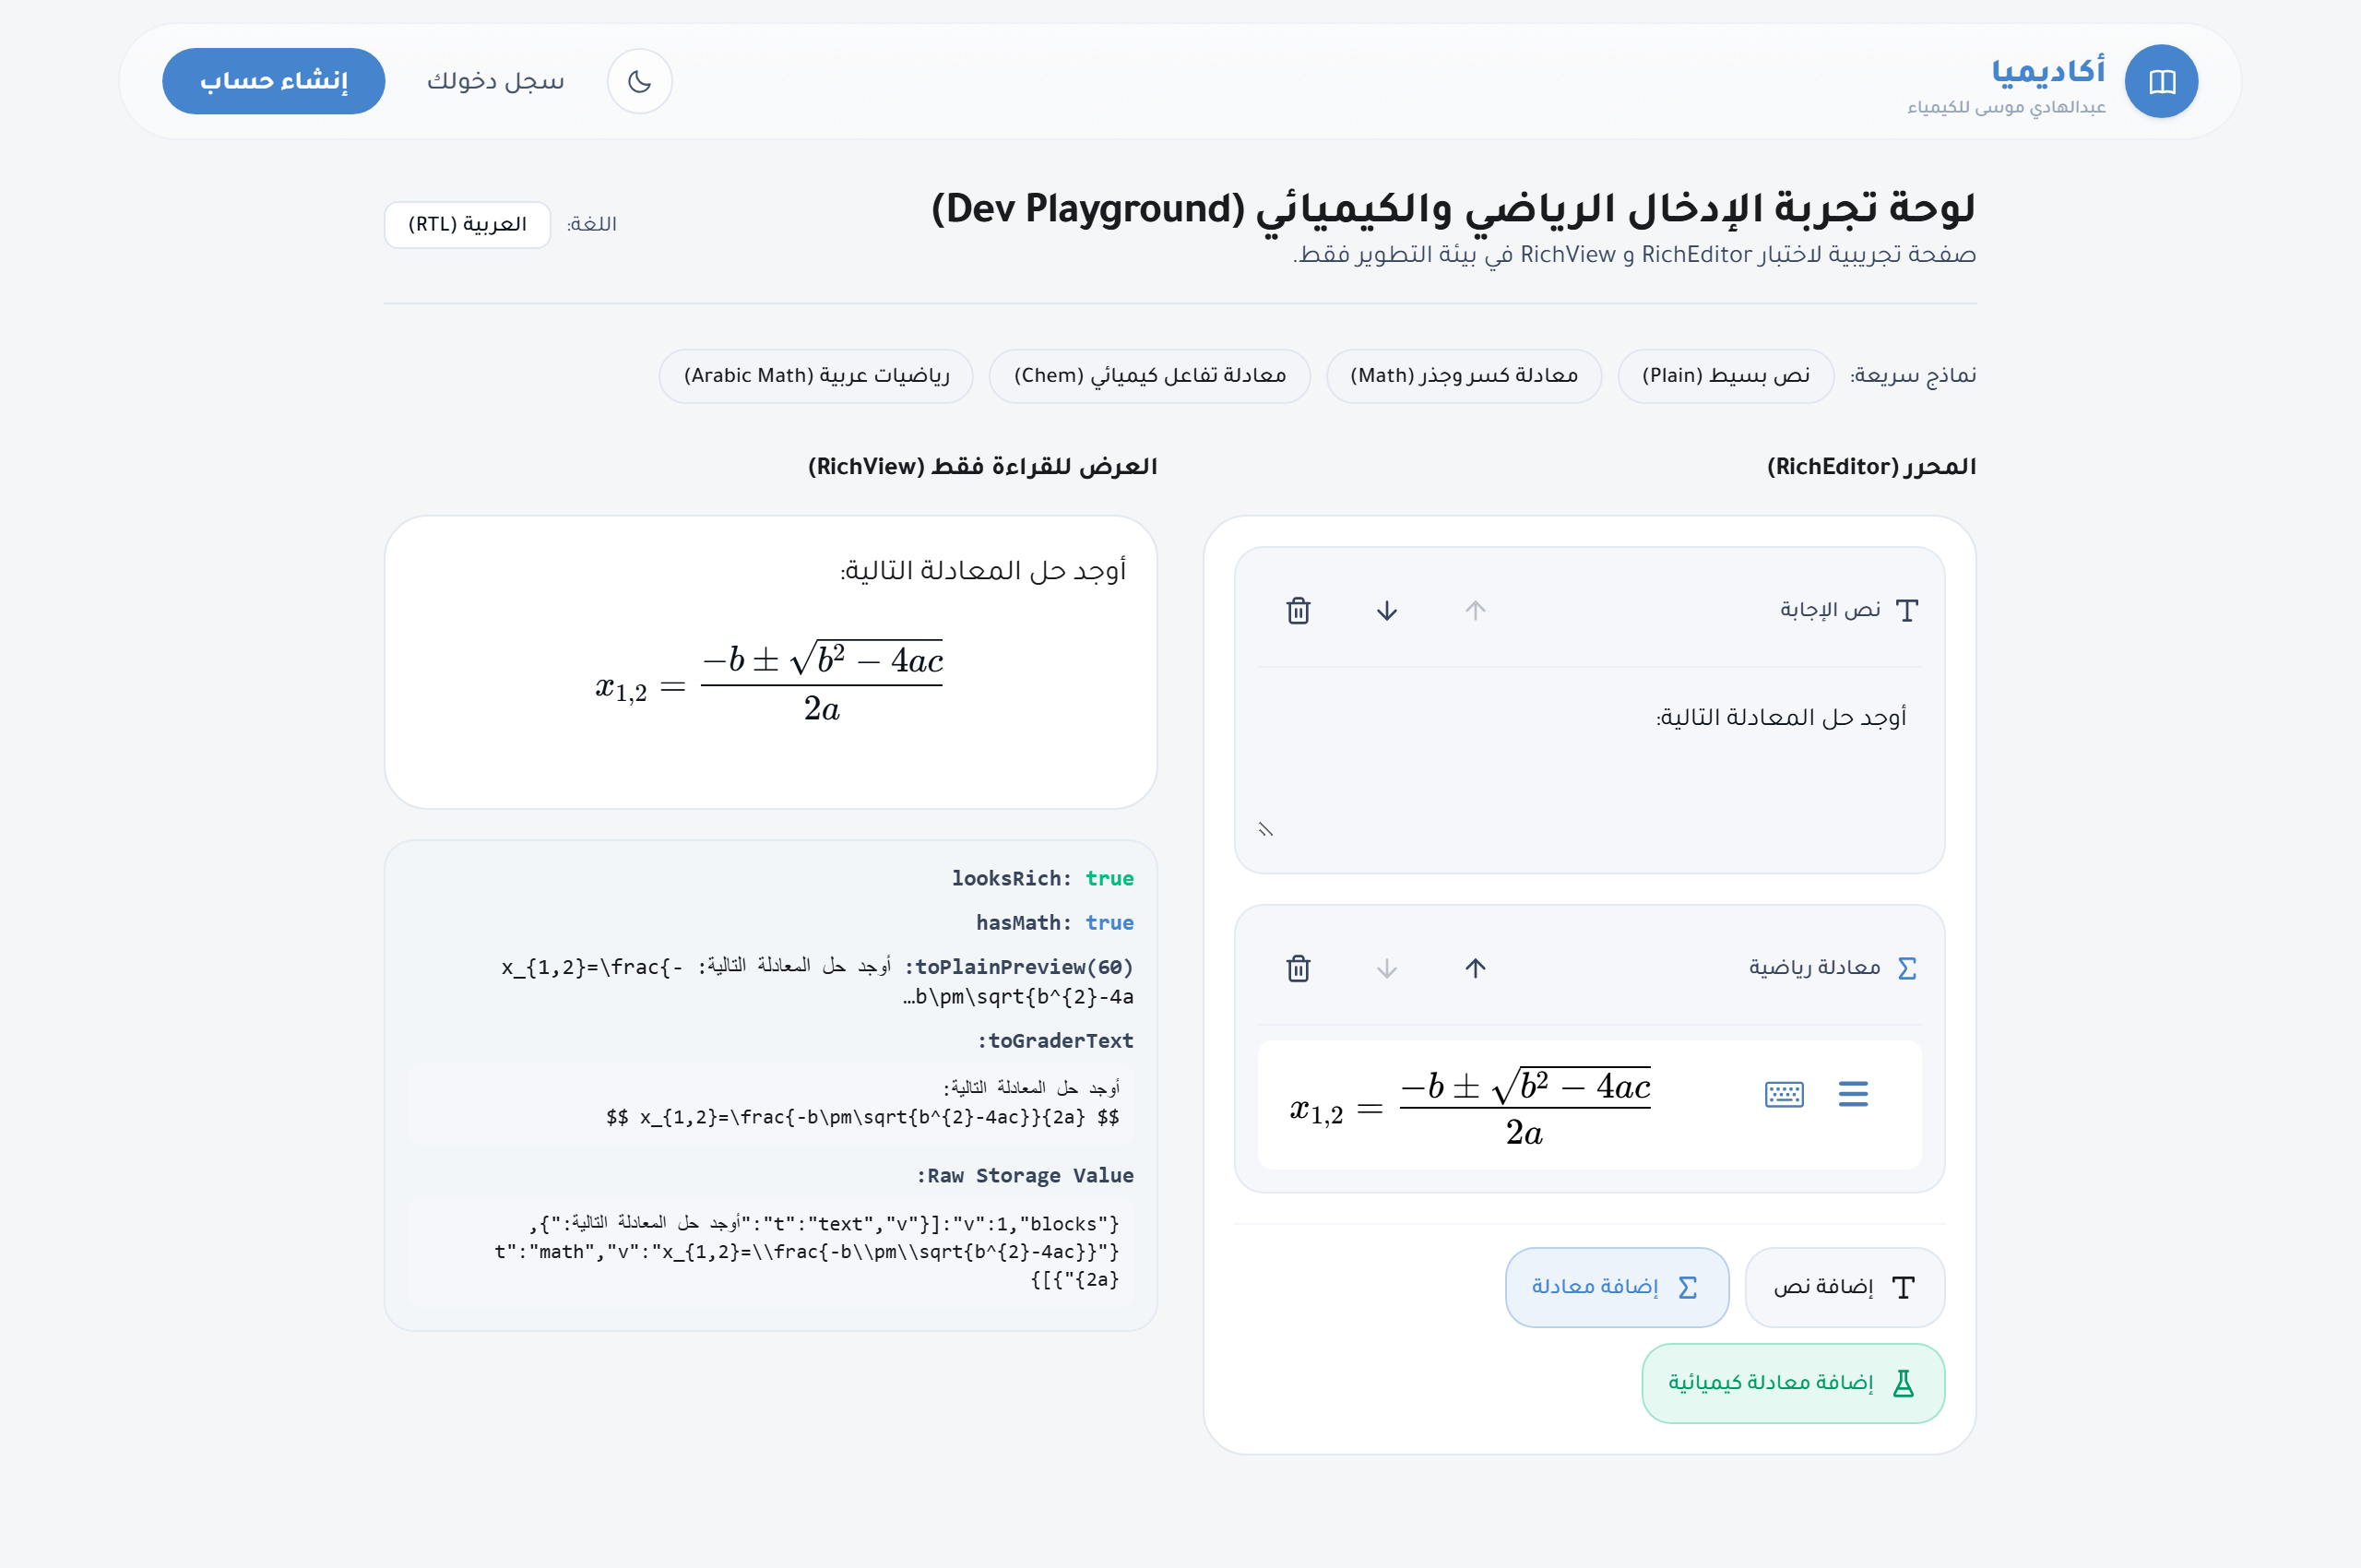 أكاديميا
عبدالهادي موسى للكيمياء
سجل دخولك
إنشاء حساب
لوحة تجربة الإدخال الرياضي والكيميائي (Dev Playground)
صفحة تجريبية لاختبار RichEditor و RichView في بيئة التطوير فقط.
اللغة:
العربية (RTL)
نماذج سريعة:
نص بسيط (Plain)
معادلة كسر وجذر (Math)
معادلة تفاعل كيميائي (Chem)
رياضيات عربية (Arabic Math)
المحرر (RichEditor)
نص الإجابة
أوجد حل المعادلة التالية:
معادلة رياضية
x_{1,2} = \frac{-b ± \sqrt{b^2 - 4ac}}{2a}
إضافة نص
إضافة معادلة
إضافة معادلة كيميائية
العرض للقراءة فقط (RichView)
أوجد حل المعادلة التالية:
x_{1,2} = \frac{-b ± \sqrt{b^2 - 4ac}}{2a}
looksRich: true
hasMath: true
toPlainPreview(60): أوجد حل المعادلة التالية: x_{1,2}=\frac{-
b\pm\sqrt{b^{2}-4a…
toGraderText:
أوجد حل المعادلة التالية:
$$ x_{1,2}=\frac{-b\pm\sqrt{b^{2}-4ac}}{2a} $$
Raw Storage Value:
{"v":1,"blocks":[{"t":"text","v":"أوجد حل المعادلة التالية:"},
{"t":"math","v":"x_{1,2}=\\frac{-b\\pm\\sqrt{b^{2}-4ac}}
{2a}"}]}